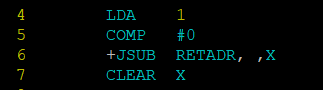 4 LDA 1
5 COMP #0
6 +JSUB RETADR, ,X
7 CLEAR X